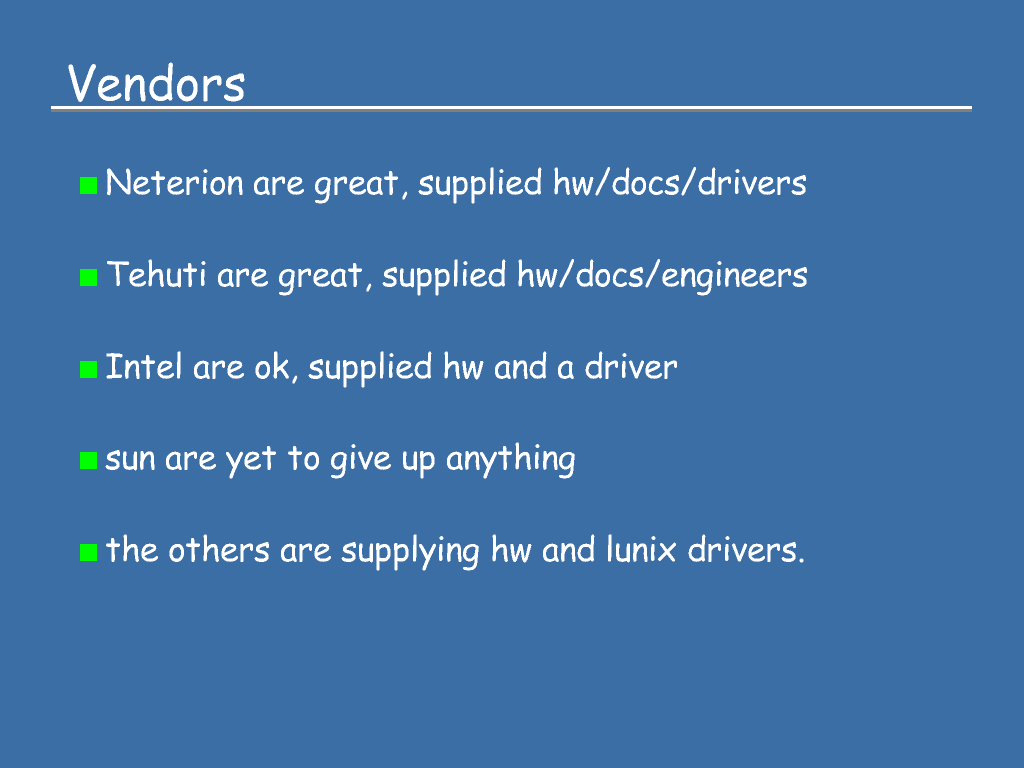 Vendors
Neterion are great, supplied hw/docs/drivers
Tehuti are great, supplied hw/docs/engineers
Intel are ok, supplied hw and a driver
sun are yet to give up anything
the others are supplying hw and lunix drivers.